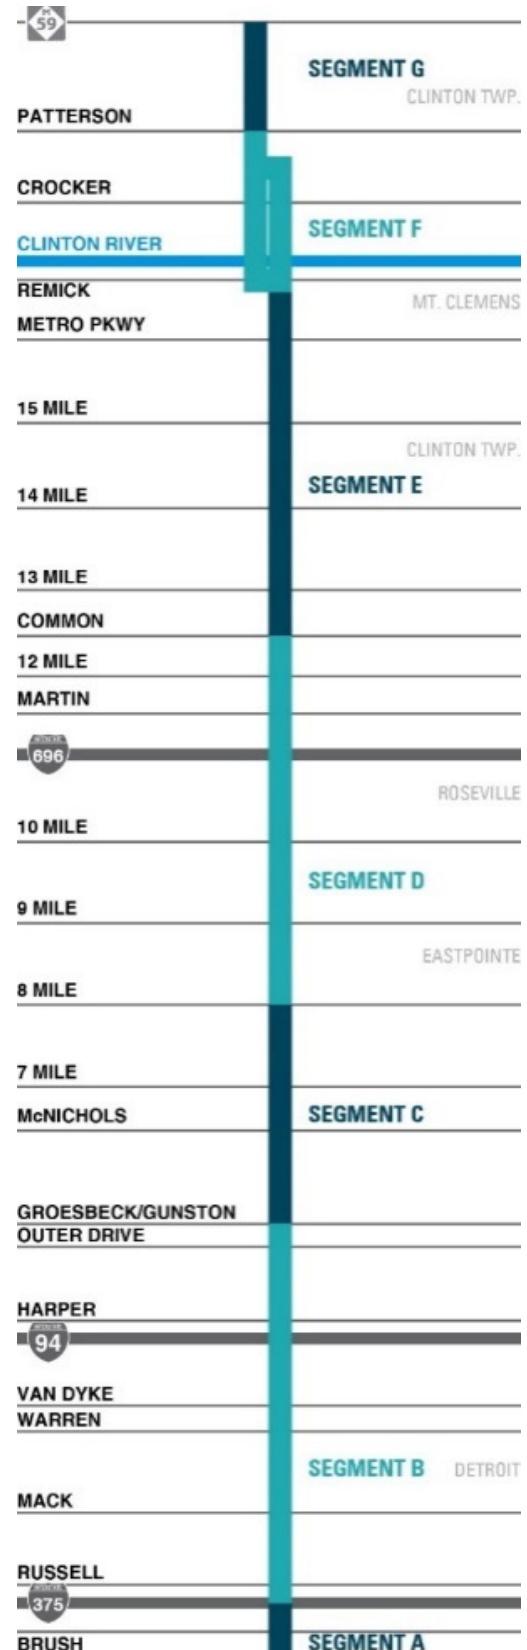 M
59
SEGMENT G
CLINTON TWP.
PATTERSON
CROCKER
SEGMENT F
CLINTON RIVER
REMICK
MT. CLEMENS
METRO PKWY
15 MILE
CLINTON TWP.
SEGMENT E
14 MILE
13 MILE
COMMON
12 MILE
MARTIN
696
ROSEVILLE
10 MILE
SEGMENT D
9 MILE
EASTPOINTE
8 MILE
7 MILE
McNICHOLS SEGMENT C
GROESBECK/GUNSTON
OUTER DRIVE
HARPER
94
VAN DYKE
WARREN
SEGMENT B DETROIT
MACK
RUSSELL
375
BRUSH SEGMENT A